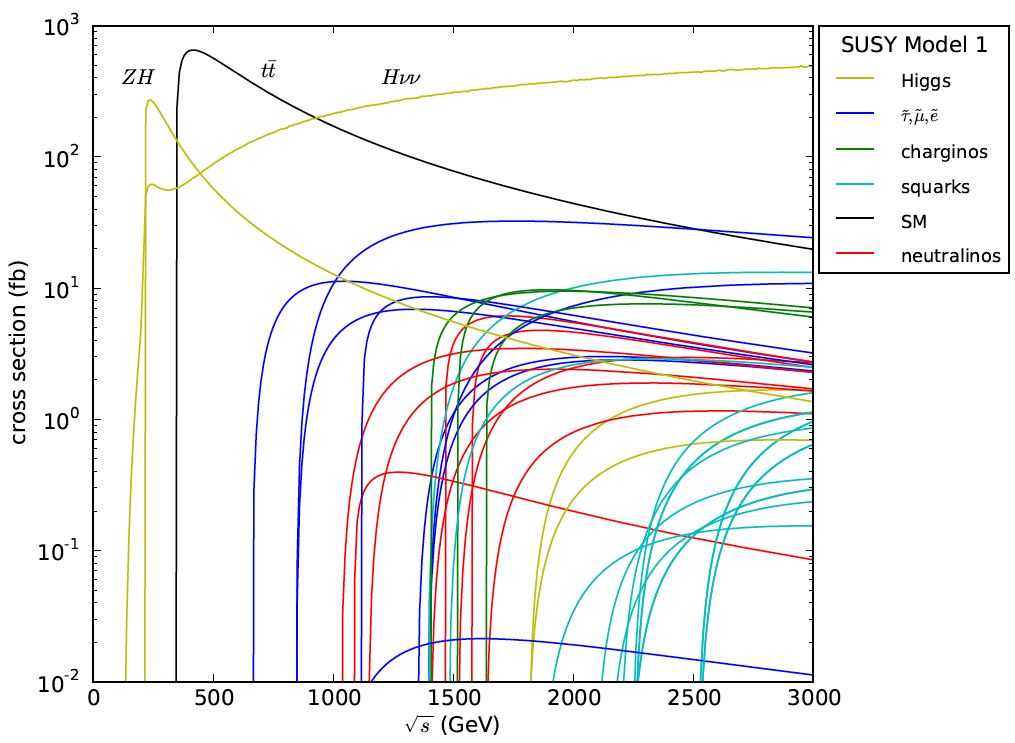 10³
10²
10¹
10⁰
10⁻¹
10⁻²
cross section (fb)
ZH
tt̄
Hνν
0 500 1000 1500 2000 2500 3000
√s (GeV)
SUSY Model 1
Higgs
τ̃,μ̃,ẽ
charginos
squarks
SM
neutralinos